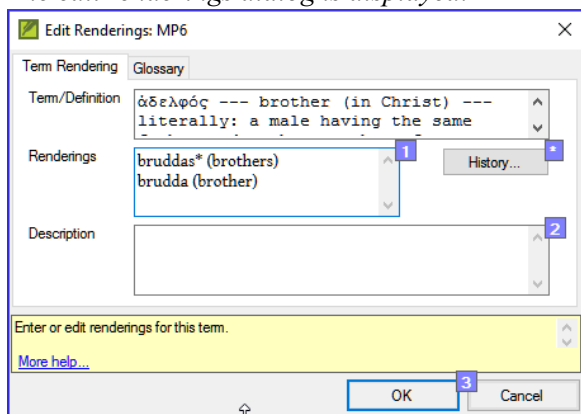 Edit Renderings: MP6
Term Rendering Glossary
Term/Definition
ἀδελφός --- brother (in Christ) ---
literally: a male having the same
Renderings
bruddas* (brothers)
brudda (brother)
1
History...
*
Description
2
Enter or edit renderings for this term.
More help...
OK
3
Cancel